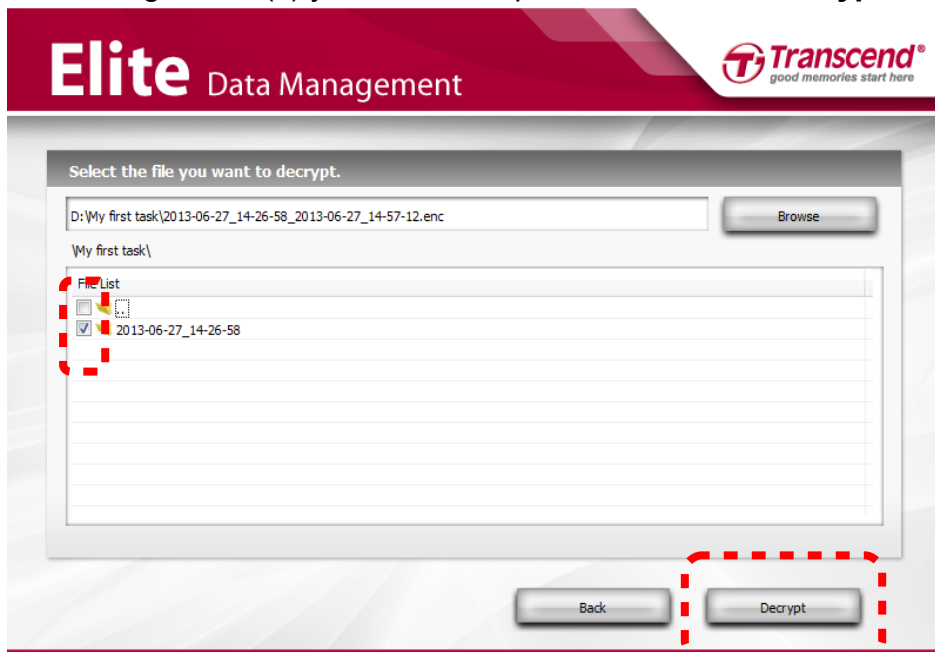 Elite Data Management
Transcend®
good memories start here
Select the file you want to decrypt.
D:\My first task\2013-06-27_14-26-58_2013-06-27_14-57-12.enc
Browse
\My first task\
File List
..
2013-06-27_14-26-58
Back
Decrypt